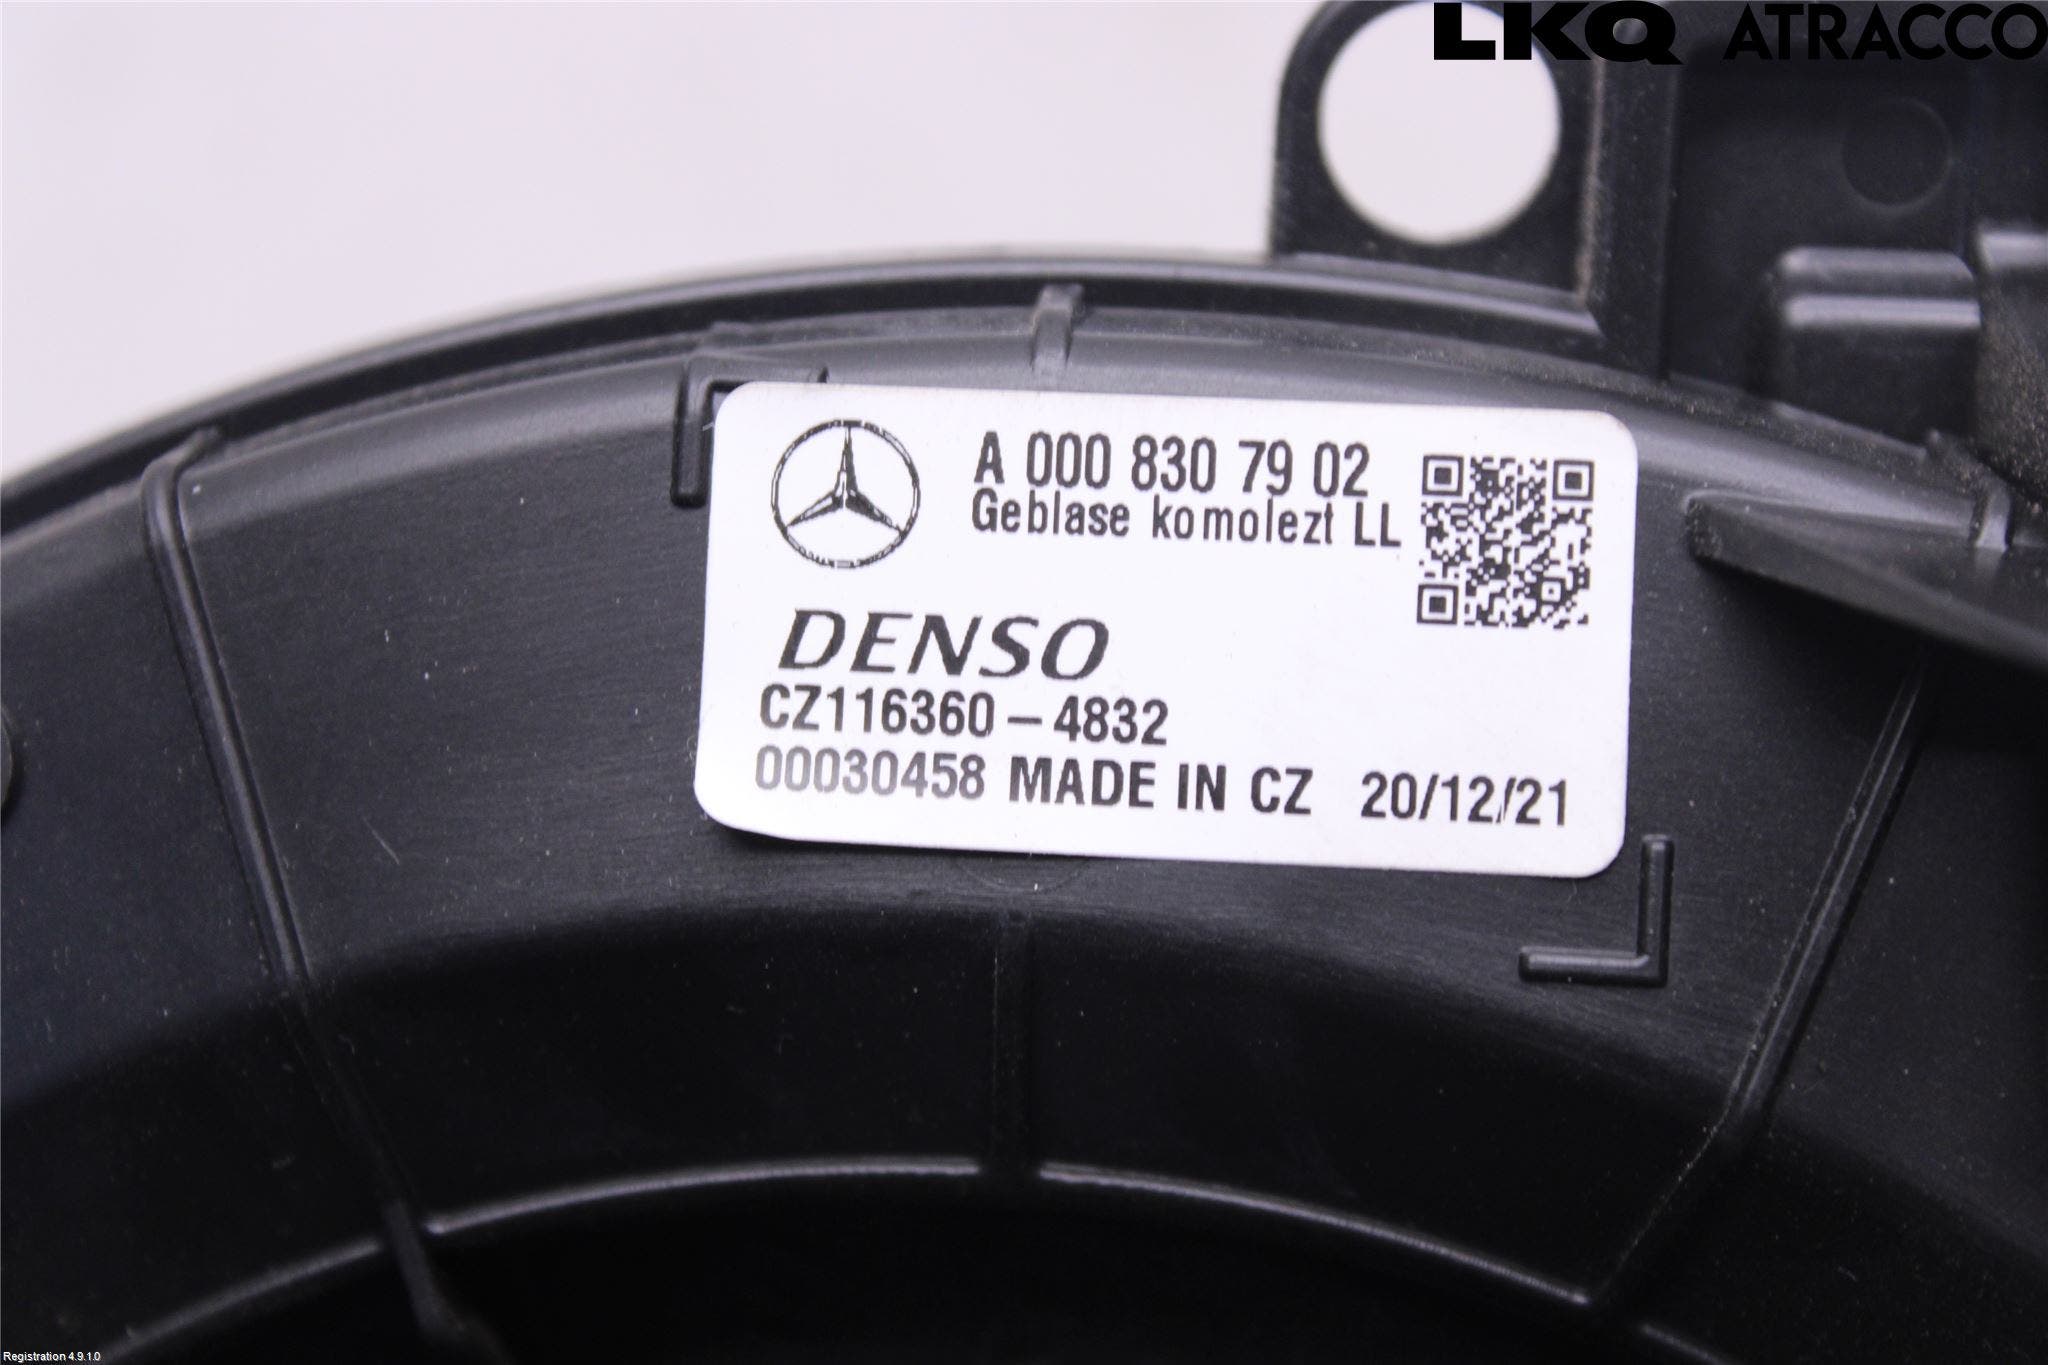 LKQ ATRACCO
A 000 830 79 02
Geblase komolezt LL
DENSO
CZ116360-4832
00030458 MADE IN CZ 20/12/21
Registration 4.9.1.0